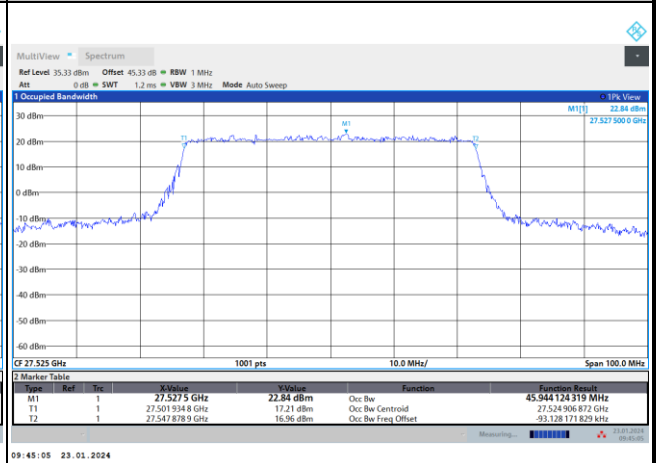 MultiView Spectrum
Ref Level 35.33 dBm Offset 45.33 dB RBW 1 MHz
Att 0 dB SWT 1.2 ms VBW 3 MHz Mode Auto Sweep
1 Occupied Bandwidth 1Pk View
M1[1] 22.84 dBm
27.527 500 0 GHz
30 dBm
M1
T1
T2
20 dBm
10 dBm
0 dBm
-10 dBm
-20 dBm
-30 dBm
-40 dBm
-50 dBm
-60 dBm
CF 27.525 GHz 1001 pts 10.0 MHz/ Span 100.0 MHz
2 Marker Table
Type Ref Trc X-Value Y-Value Function Function Result
M1 1 27.527 5 GHz 22.84 dBm Occ Bw 45.944 124 319 MHz
T1 1 27.501 934 8 GHz 17.21 dBm Occ Bw Centroid 27.524 906 872 GHz
T2 1 27.547 878 9 GHz 16.96 dBm Occ Bw Freq Offset -93.128 171 829 kHz
Measuring... 23.01.2024
09:45:05
09:45:05 23.01.2024